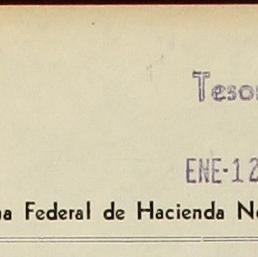 Teso
ENE-12
na Federal de Hacienda N